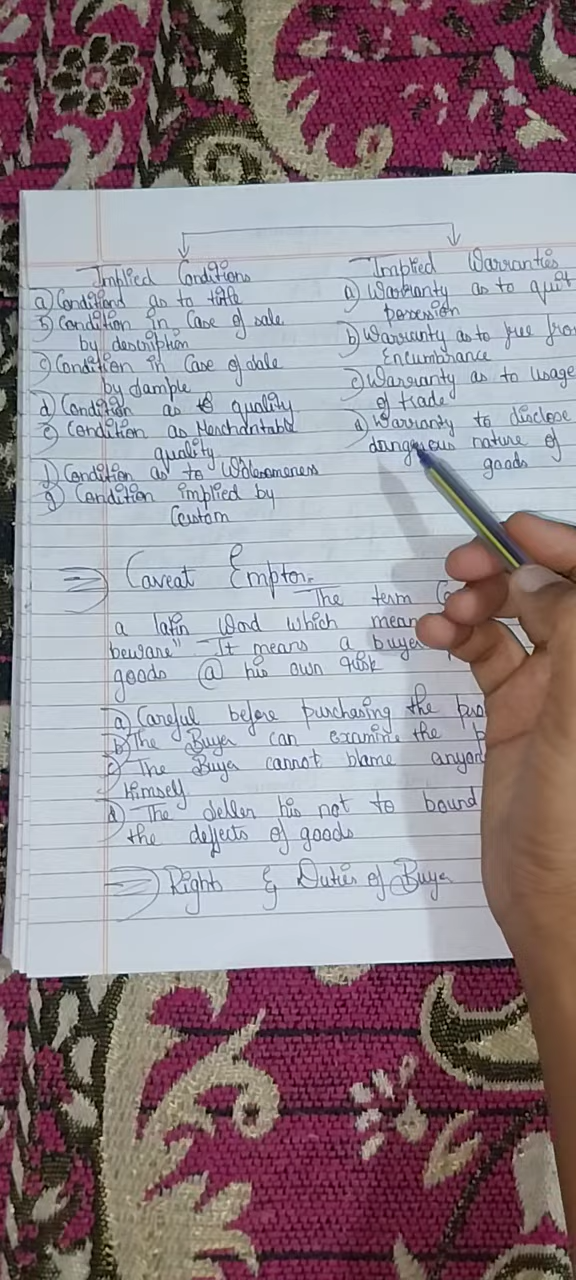 Implied Conditions
a) Conditiond as to title
b) Condition in Case of sale
by description
c) Condition in Case of sale
by sample
d) Condition as to quality
e) Condition as Merchantable
quality
f) Condition as to Wolesomeness
g) Condition implied by
Custom
Implied Warranties
a) Warranty as to quit
possession
b) Warranty as to free from
Encumbrance
c) Warranty as to usage
of trade
d) Warranty to disclose
dangerous nature of
goods
Caveat Emptor.
The term
a latin Word which mean
beware" It means a buyer
goods @ his own risk
a) Careful before purchasing the
b) The Buyer can examine the
c) The Buyer cannot blame
Himself
d) The seller his not to bound
the defects of goods
Right & Duties of Buyer